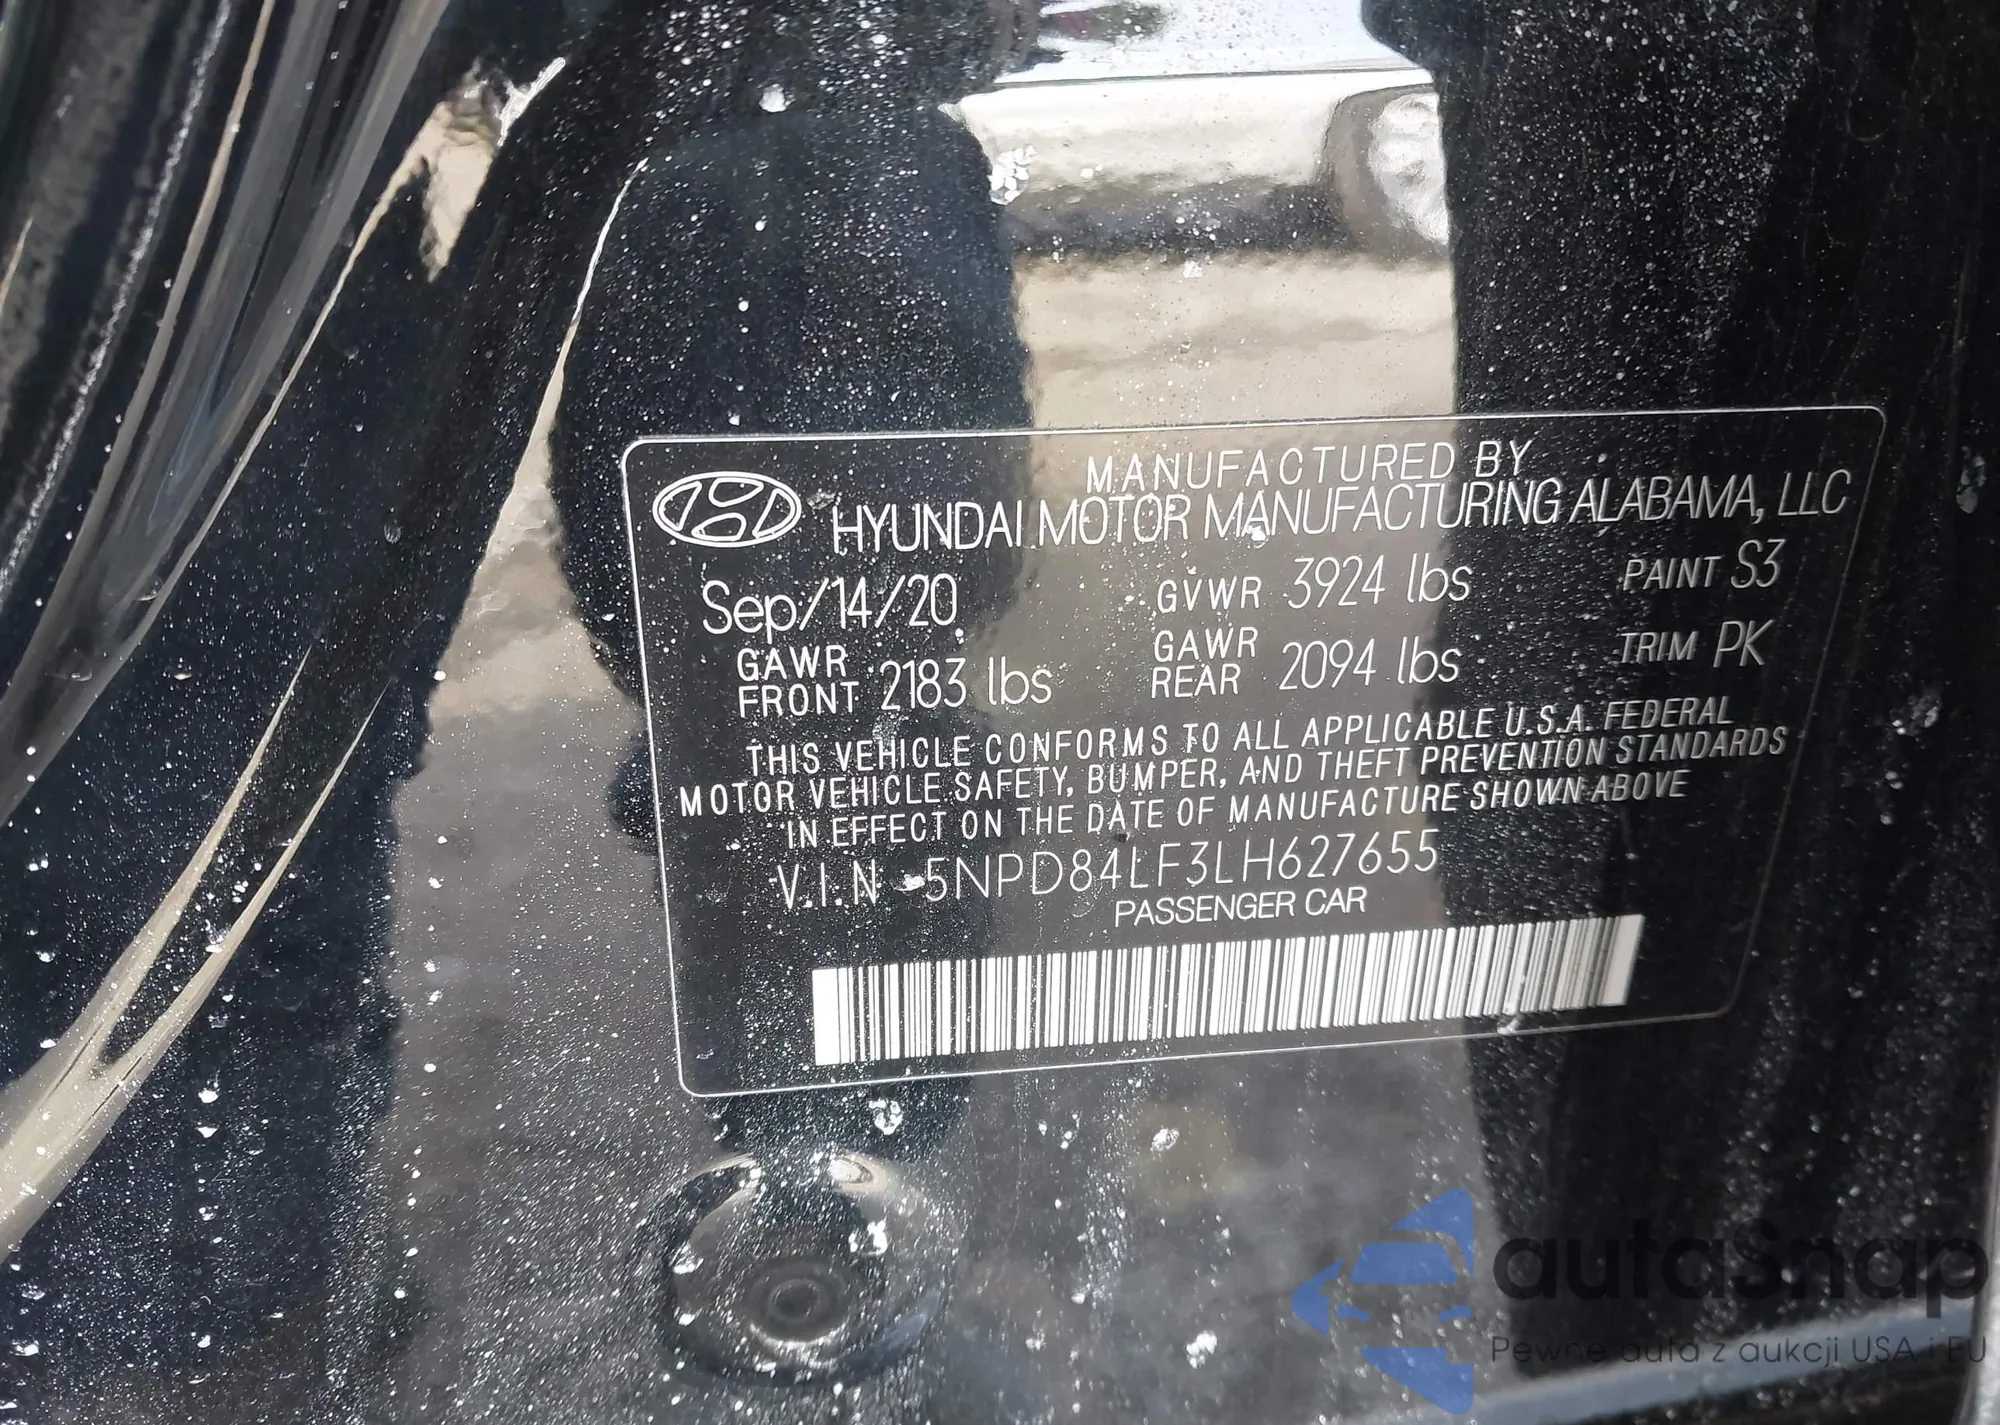 MANUFACTURED BY
HYUNDAI MOTOR MANUFACTURING ALABAMA, LLC
Sep/14/20 GVWR 3924 lbs PAINT S3
GAWR FRONT 2183 lbs GAWR REAR 2094 lbs TRIM PK
THIS VEHICLE CONFORMS TO ALL APPLICABLE U.S.A. FEDERAL
MOTOR VEHICLE SAFETY, BUMPER, AND THEFT PREVENTION STANDARDS
IN EFFECT ON THE DATE OF MANUFACTURE SHOWN ABOVE
V.I.N 5NPD84LF3LH627655
PASSENGER CAR
autasnap
Pewne auta z aukcji USA i EU